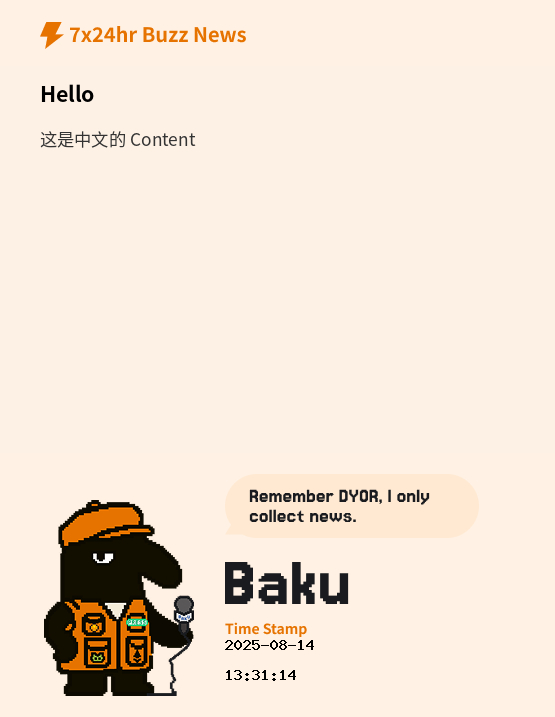 7x24hr Buzz News
Hello
这是中文的 Content
Remember DYOR, I only
collect news.
Baku
Time Stamp
2025-08-14
13:31:14